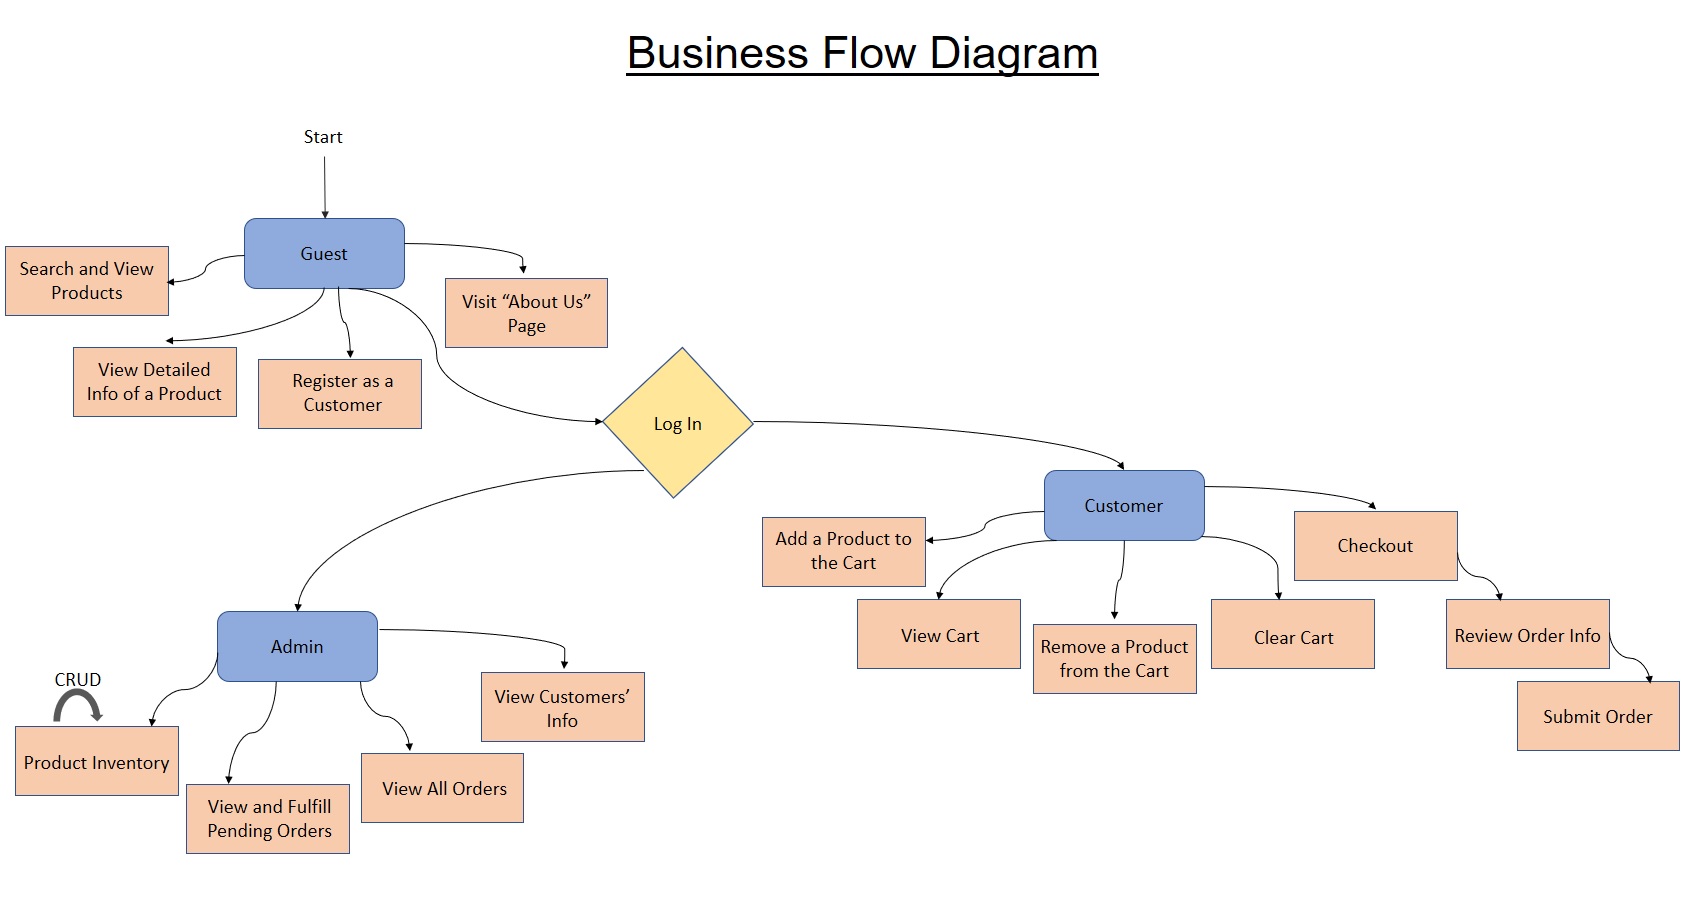 Business Flow Diagram
Start
Guest
Search and View
Products
Visit “About Us”
Page
View Detailed
Info of a Product
Register as a
Customer
Log In
Customer
Add a Product to
the Cart
Checkout
View Cart
Remove a Product
from the Cart
Clear Cart
Review Order Info
Submit Order
Admin
CRUD
Product Inventory
View and Fulfill
Pending Orders
View All Orders
View Customers’
Info